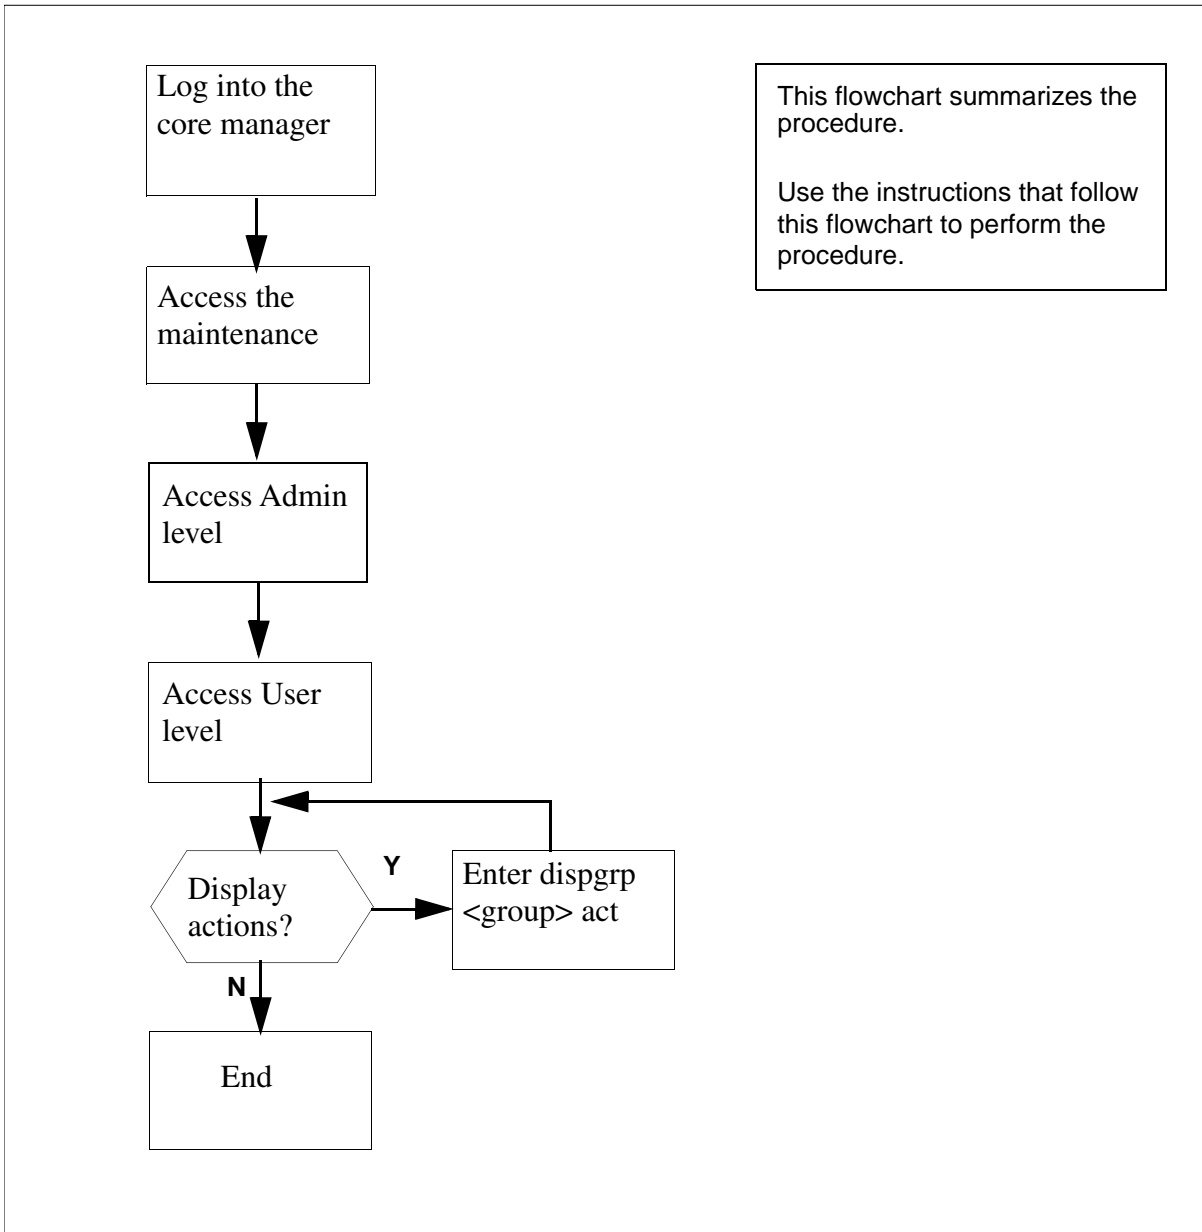 Log into the
core manager
This flowchart summarizes the
procedure.
Use the instructions that follow
this flowchart to perform the
procedure.
Access the
maintenance
Access Admin
level
Access User
level
Display
actions?
Y
Enter dispgrp
<group> act
N
End